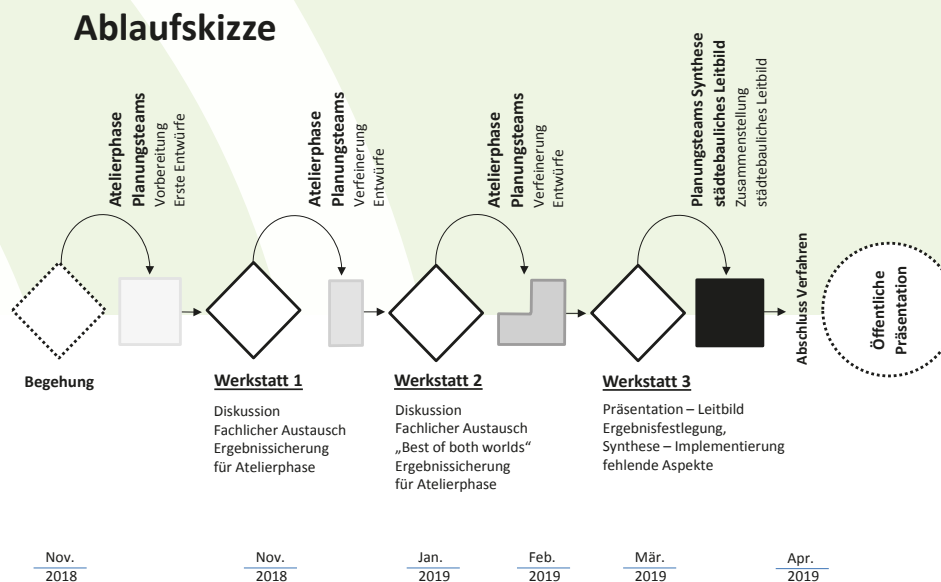 Ablaufskizze
Atelierphase
Planungsteams
Vorbereitung
Erste Entwürfe
Atelierphase
Planungsteams
Verfeinerung
Entwürfe
Atelierphase
Planungsteams
Verfeinerung
Entwürfe
Planungsteams Synthese
städtebauliches Leitbild
Zusammenstellung
städtebauliches Leitbild
Abschluss Verfahren
Öffentliche
Präsentation
Begehung
Werkstatt 1
Diskussion
Fachlicher Austausch
Ergebnissicherung
für Atelierphase
Werkstatt 2
Diskussion
Fachlicher Austausch
„Best of both worlds“
Ergebnissicherung
für Atelierphase
Werkstatt 3
Präsentation – Leitbild
Ergebnisfestlegung,
Synthese – Implementierung
fehlende Aspekte
Nov.
2018
Nov.
2018
Jan.
2019
Feb.
2019
Mär.
2019
Apr.
2019